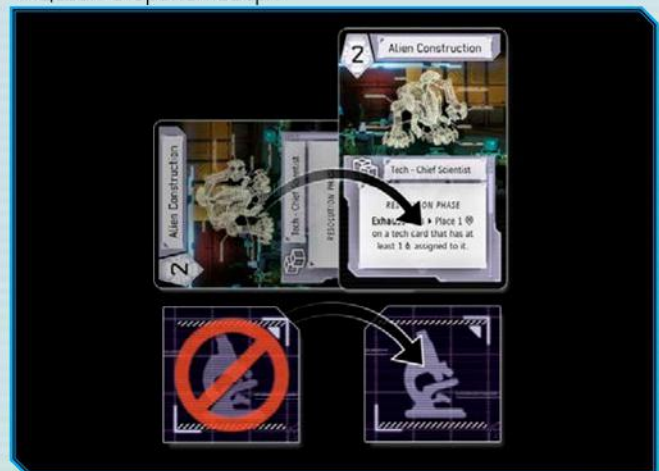 2
Alien Construction
Tech - Chief Scientist
RESOLUTION PHASE
Place 1
on a tech card that has at
least 1 assigned to it.
Alien Construction
2
Tech - Chief Scientist
RESOLUTION